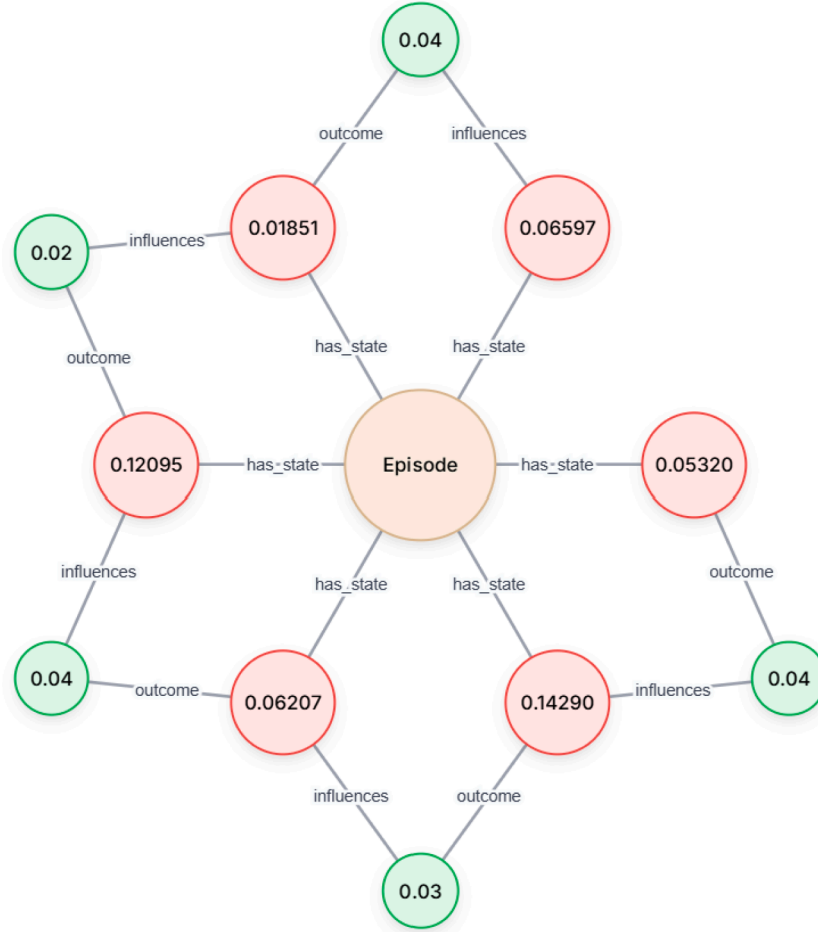 0.04
outcome
influences
0.01851
0.06597
influences
0.02
has_state
has_state
outcome
0.12095
has_state
Episode
has_state
0.05320
influences
has_state
has_state
outcome
0.04
outcome
0.06207
0.14290
influences
0.04
influences
outcome
0.03